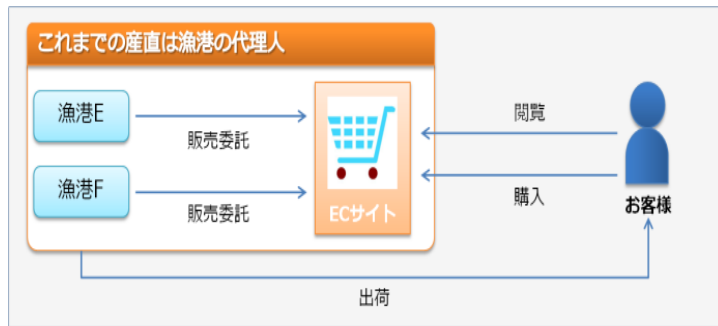 これまでの産直は漁港の代理人
漁港E
販売委託
漁港F
販売委託
ECサイト
閲覧
購入
お客様
出荷